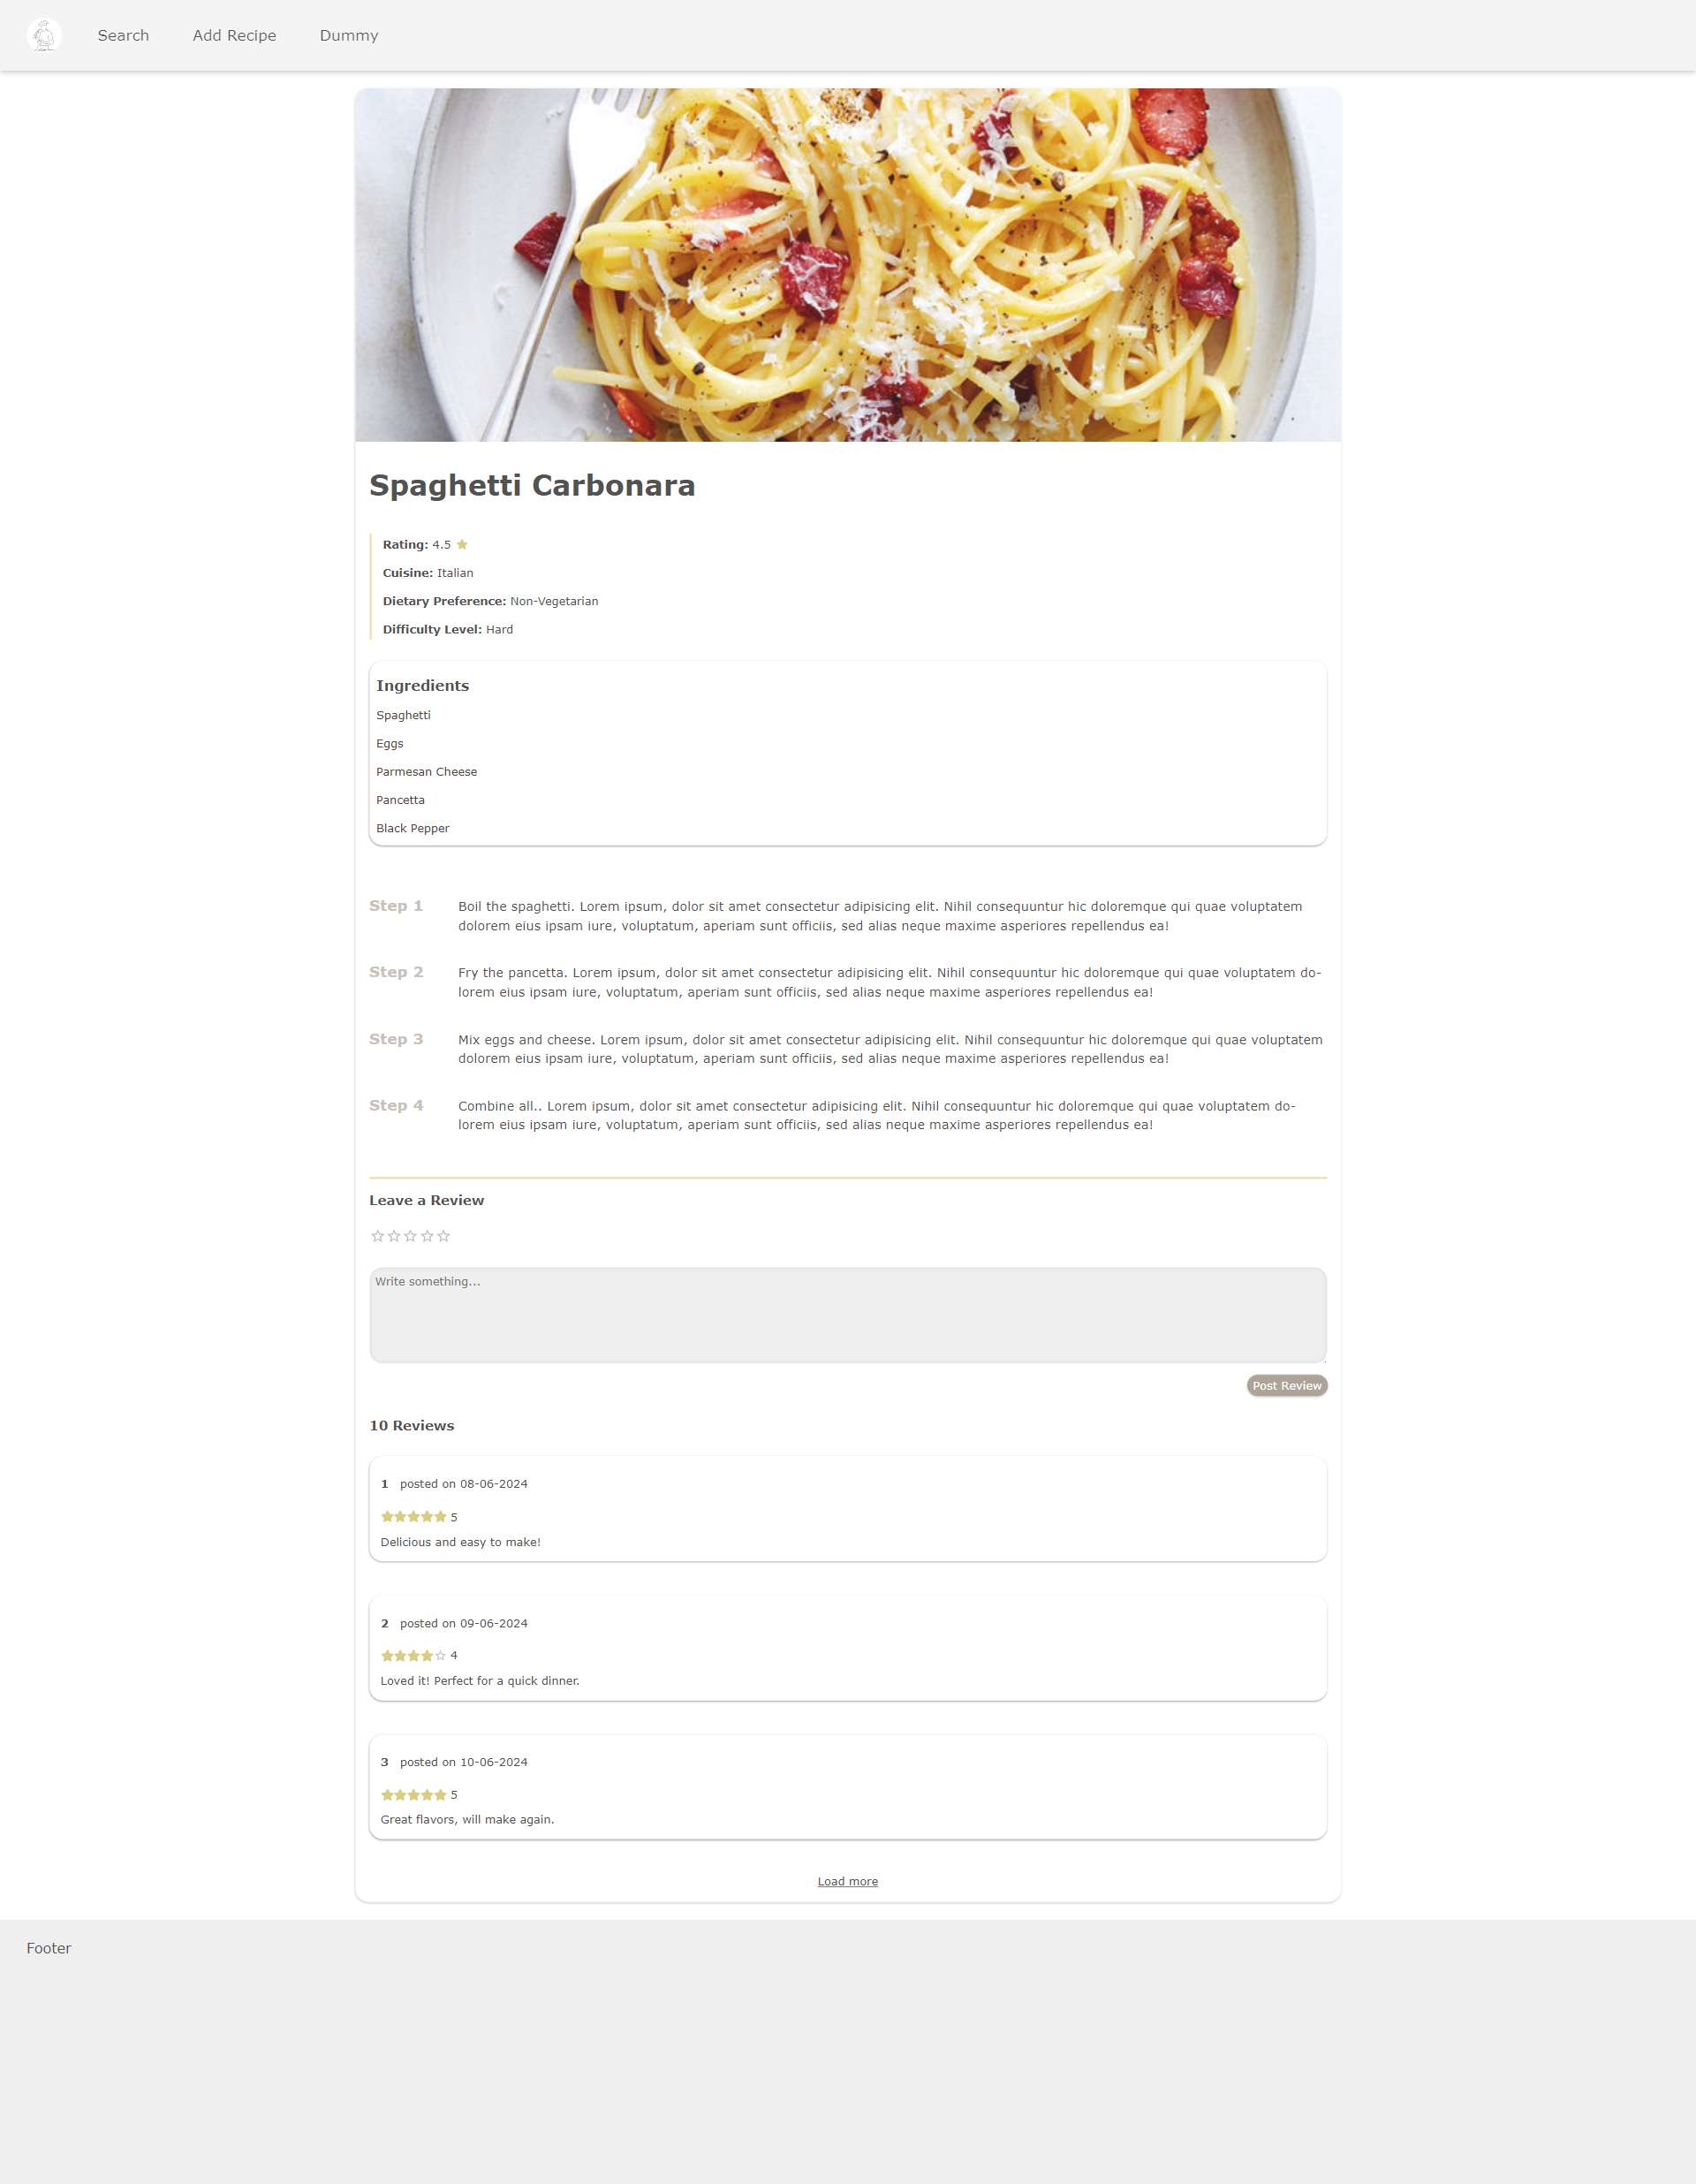 Search
Add Recipe
Dummy
Spaghetti Carbonara
Rating: 4.5
Cuisine: Italian
Dietary Preference: Non-Vegetarian
Difficulty Level: Hard
Ingredients
Spaghetti
Eggs
Parmesan Cheese
Pancetta
Black Pepper
Step 1
Boil the spaghetti. Lorem ipsum, dolor sit amet consectetur adipisicing elit. Nihil consequuntur hic doloremque qui quae voluptatem
dolorem eius ipsam iure, voluptatum, aperiam sunt officiis, sed alias neque maxime asperiores repellendus ea!
Step 2
Fry the pancetta. Lorem ipsum, dolor sit amet consectetur adipisicing elit. Nihil consequuntur hic doloremque qui quae voluptatem do-
lorem eius ipsam iure, voluptatum, aperiam sunt officiis, sed alias neque maxime asperiores repellendus ea!
Step 3
Mix eggs and cheese. Lorem ipsum, dolor sit amet consectetur adipisicing elit. Nihil consequuntur hic doloremque qui quae voluptatem
dolorem eius ipsam iure, voluptatum, aperiam sunt officiis, sed alias neque maxime asperiores repellendus ea!
Step 4
Combine all.. Lorem ipsum, dolor sit amet consectetur adipisicing elit. Nihil consequuntur hic doloremque qui quae voluptatem do-
lorem eius ipsam iure, voluptatum, aperiam sunt officiis, sed alias neque maxime asperiores repellendus ea!
Leave a Review
Write something...
Post Review
10 Reviews
1 posted on 08-06-2024
5
Delicious and easy to make!
2 posted on 09-06-2024
4
Loved it! Perfect for a quick dinner.
3 posted on 10-06-2024
5
Great flavors, will make again.
Load more
Footer